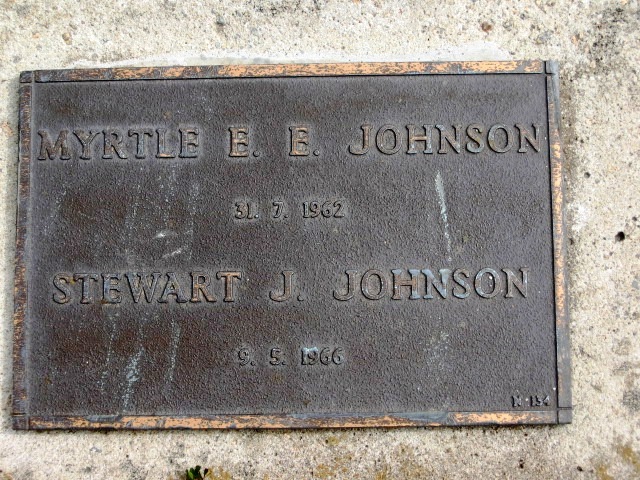 MYRTLE E. E. JOHNSON
31. 7. 1962
STEWART J. JOHNSON
9. 5. 1966